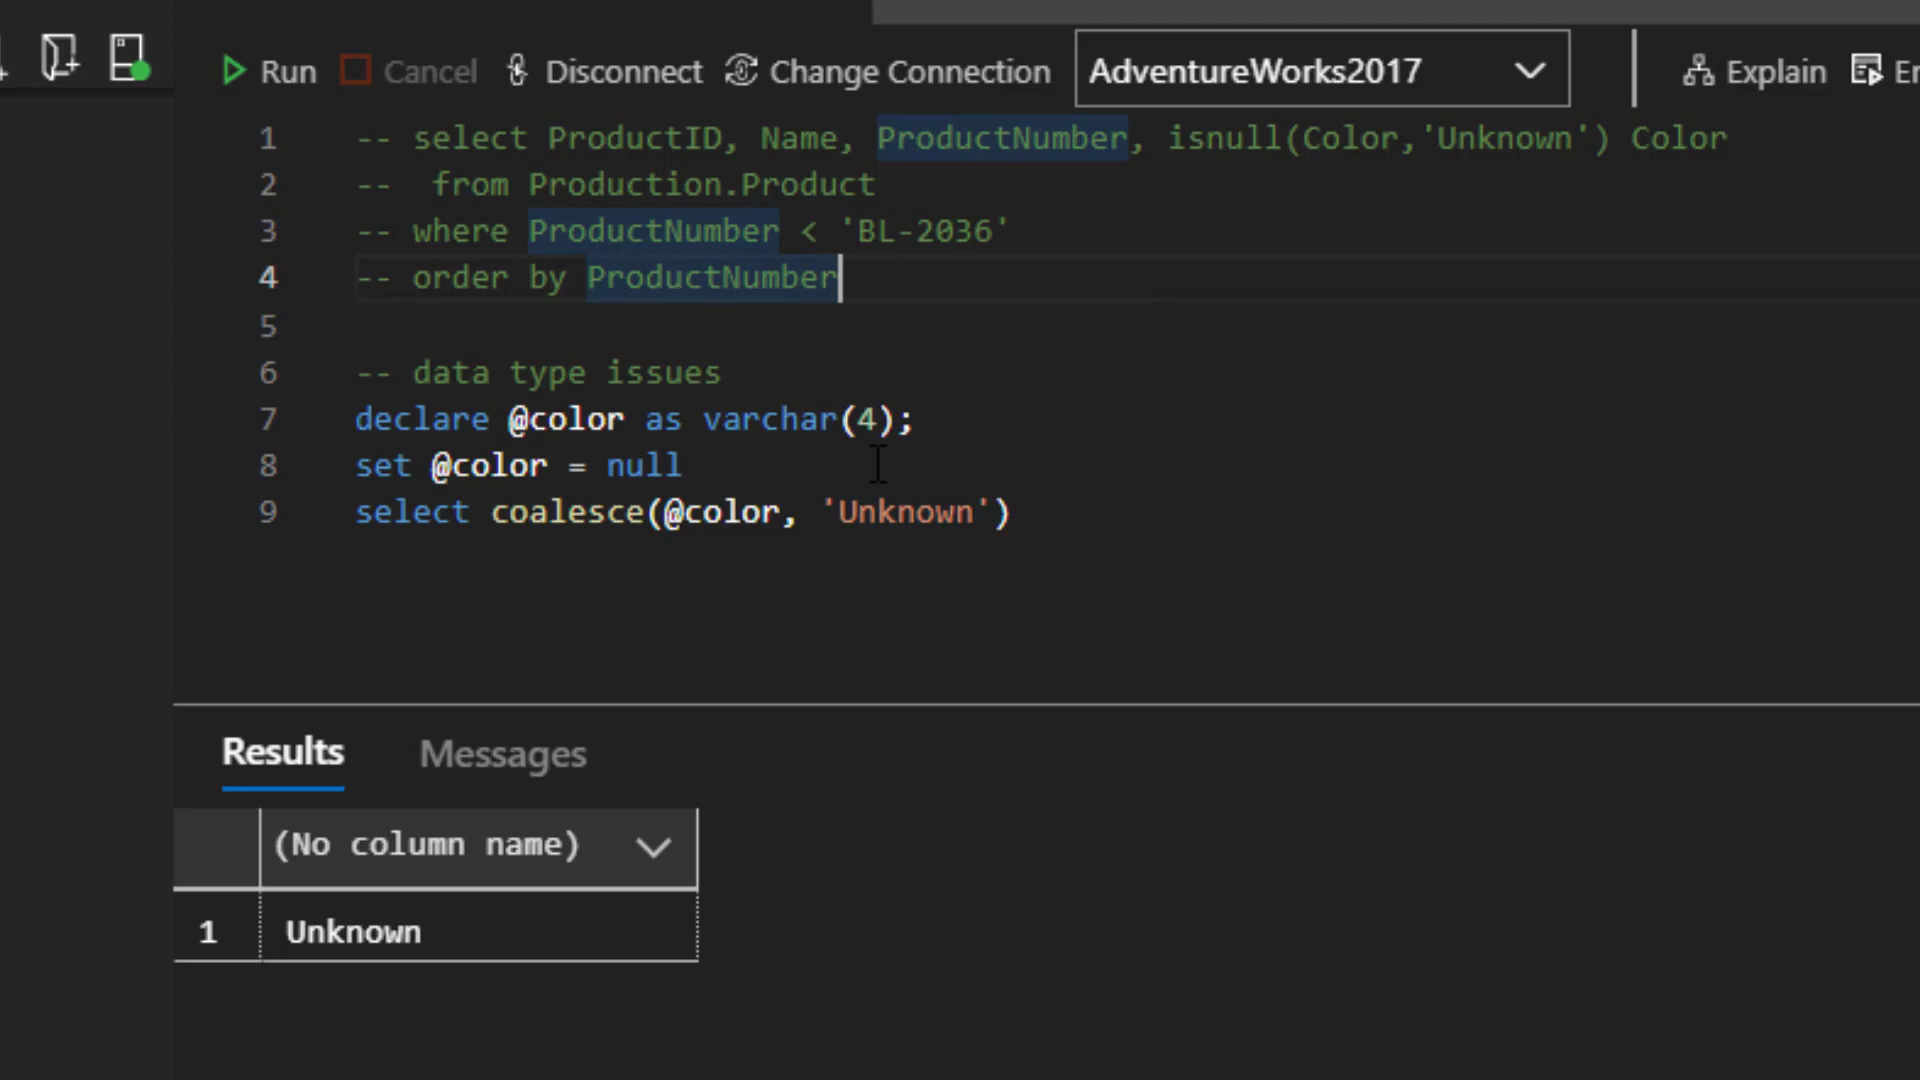 Run Cancel Disconnect Change Connection AdventureWorks2017 Explain
1 -- select ProductID, Name, ProductNumber, isnull(Color,'Unknown') Color
2 --  from Production.Product
3 -- where ProductNumber < 'BL-2036'
4 -- order by ProductNumber
5
6 -- data type issues
7 declare @color as varchar(4);
8 set @color = null
9 select coalesce(@color, 'Unknown')
Results Messages
(No column name)
1 Unknown